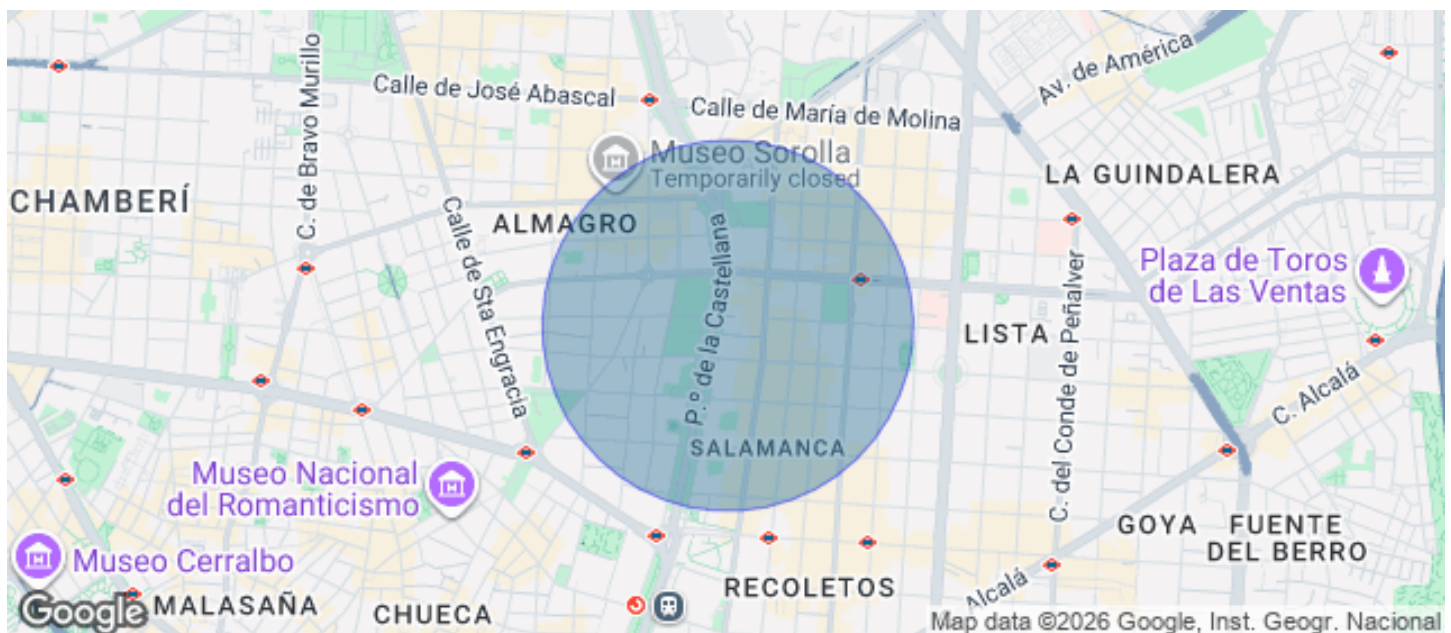 Calle de José Abascal
Av. de América
Calle de María de Molina
C. de Bravo Murillo
Museo Sorolla
Temporarily closed
LA GUINDALERA
CHAMBERÍ
ALMAGRO
Calle de Sta Engracia
P.º de la Castellana
Plaza de Toros
de Las Ventas
C. del Conde de Peñalver
LISTA
C. Alcalá
SALAMANCA
Museo Nacional
del Romanticismo
GOYA
FUENTE
DEL BERRO
Museo Cerralbo
RECOLETOS
Alcalá
MALASAÑA
CHUECA
Google
Map data ©2026 Google, Inst. Geogr. Nacional